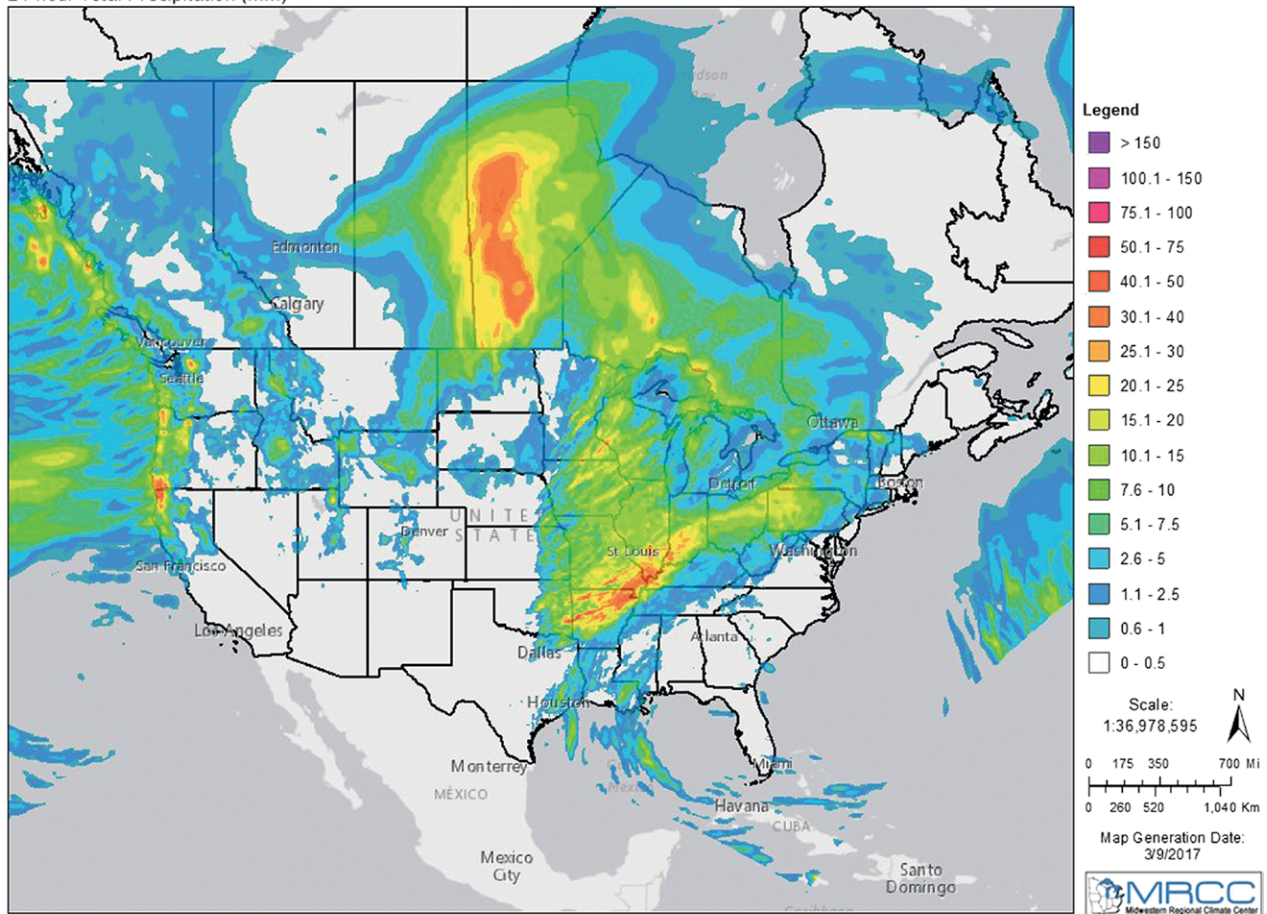 Legend
> 150
100.1 - 150
75.1 - 100
50.1 - 75
40.1 - 50
30.1 - 40
25.1 - 30
20.1 - 25
15.1 - 20
10.1 - 15
7.6 - 10
5.1 - 7.5
2.6 - 5
1.1 - 2.5
0.6 - 1
0 - 0.5
Scale:
1:36,978,595
N
0 175 350 700 Mi
0 260 520 1,040 Km
Map Generation Date:
3/9/2017
MRCC
Midwestern Regional Climate Center
Hudson
Bay
Edmonton
Calgary
Vancouver
Seattle
Ottawa
Detroit
Boston
UNITE
STATE
Denver
St Louis
Washington
San Francisco
Los Angeles
Atlanta
Dallas
Houston
Monterrey
MÉXICO
Miami
Havana
CUBA
Mexico
City
Santo
Domingo